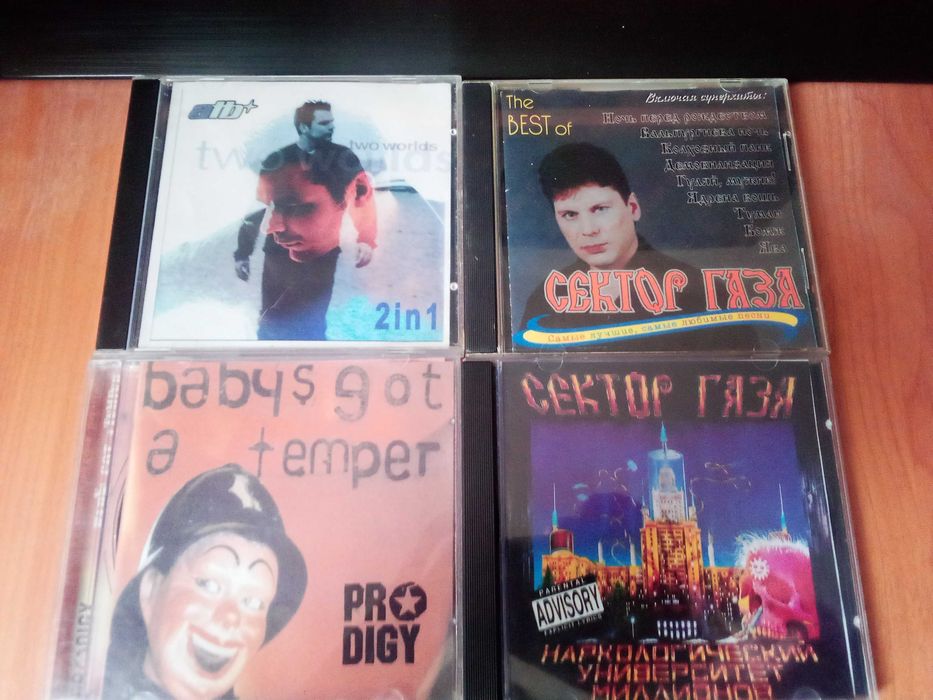 atb
two worlds
two worlds
2in1
The
BEST of
Включая суперхиты:
Ночь перед рождеством
Вальпургиева ночь
Колхозный панк
Демобилизация
Гуляй, мужик!
Ядрена вошь
Туман
Бомж
Ява
СЕКТОР ГАЗА
Самые лучшие, самые любимые песни
babys got
a temper
PRO
DIGY
СЕКТОР ГАЗА
PARENTAL
ADVISORY
EXPLICIT LYRICS
НАРКОЛОГИЧЕСКИЙ
УНИВЕРСИТЕТ
МИЛЛИОНОВ